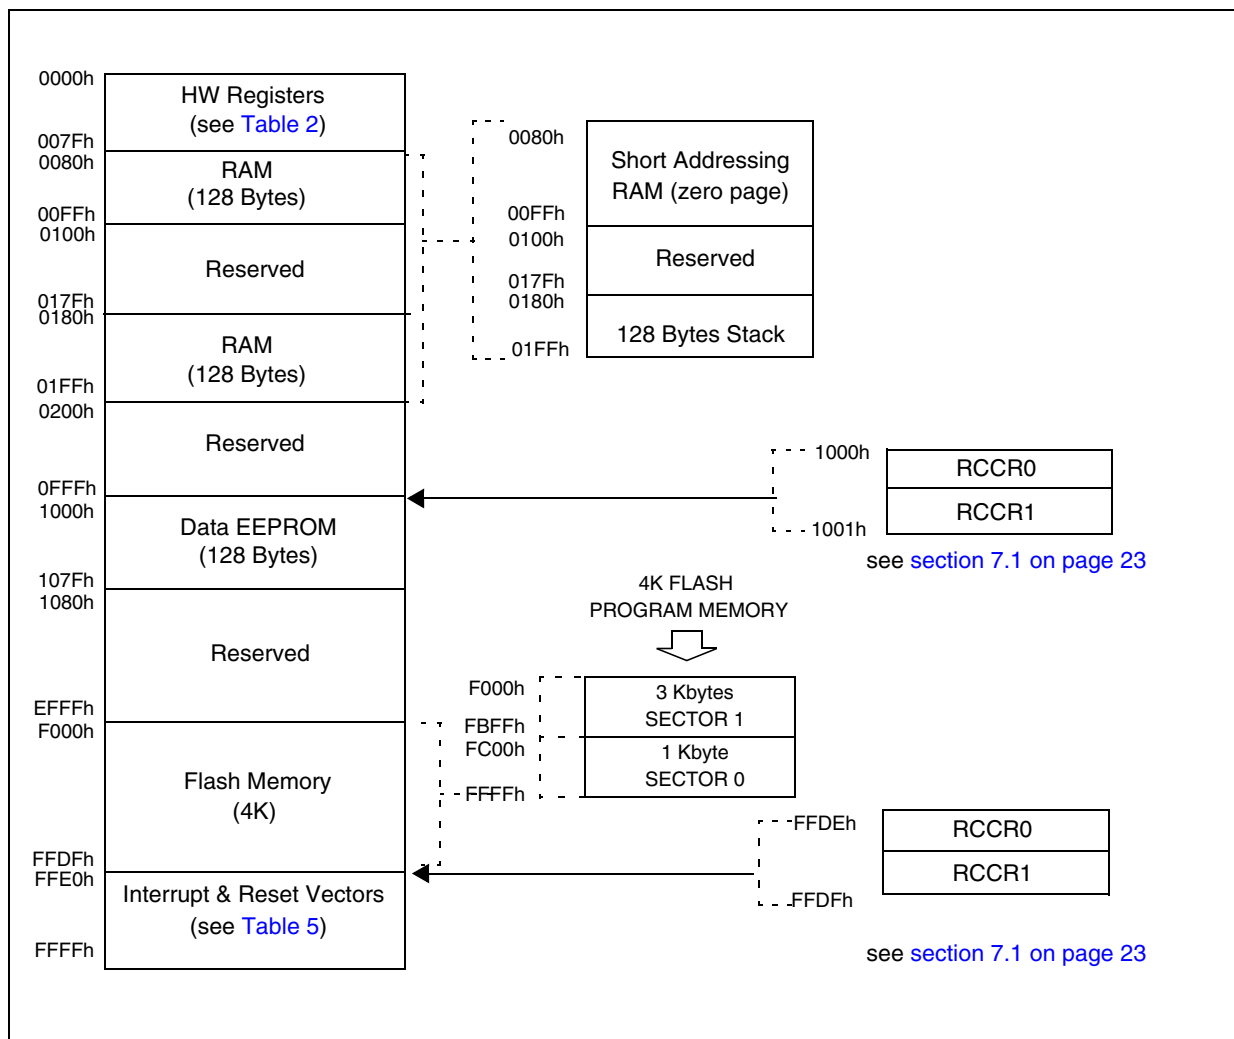 0000h
HW Registers
(see Table 2)
007Fh
0080h
RAM
(128 Bytes)
00FFh
0100h
Reserved
017Fh
0180h
RAM
(128 Bytes)
01FFh
0200h
Reserved
0FFFh
1000h
Data EEPROM
(128 Bytes)
107Fh
1080h
Reserved
EFFFh
F000h
Flash Memory
(4K)
FFDFh
FFE0h
Interrupt & Reset Vectors
(see Table 5)
FFFFh
0080h
Short Addressing
RAM (zero page)
00FFh
0100h
Reserved
017Fh
0180h
128 Bytes Stack
01FFh
1000h
RCCR0
RCCR1
1001h
see section 7.1 on page 23
4K FLASH
PROGRAM MEMORY
F000h
3 Kbytes
SECTOR 1
FBFFh
FC00h
1 Kbyte
SECTOR 0
FFFFh
FFDEh
RCCR0
RCCR1
FFDFh
see section 7.1 on page 23